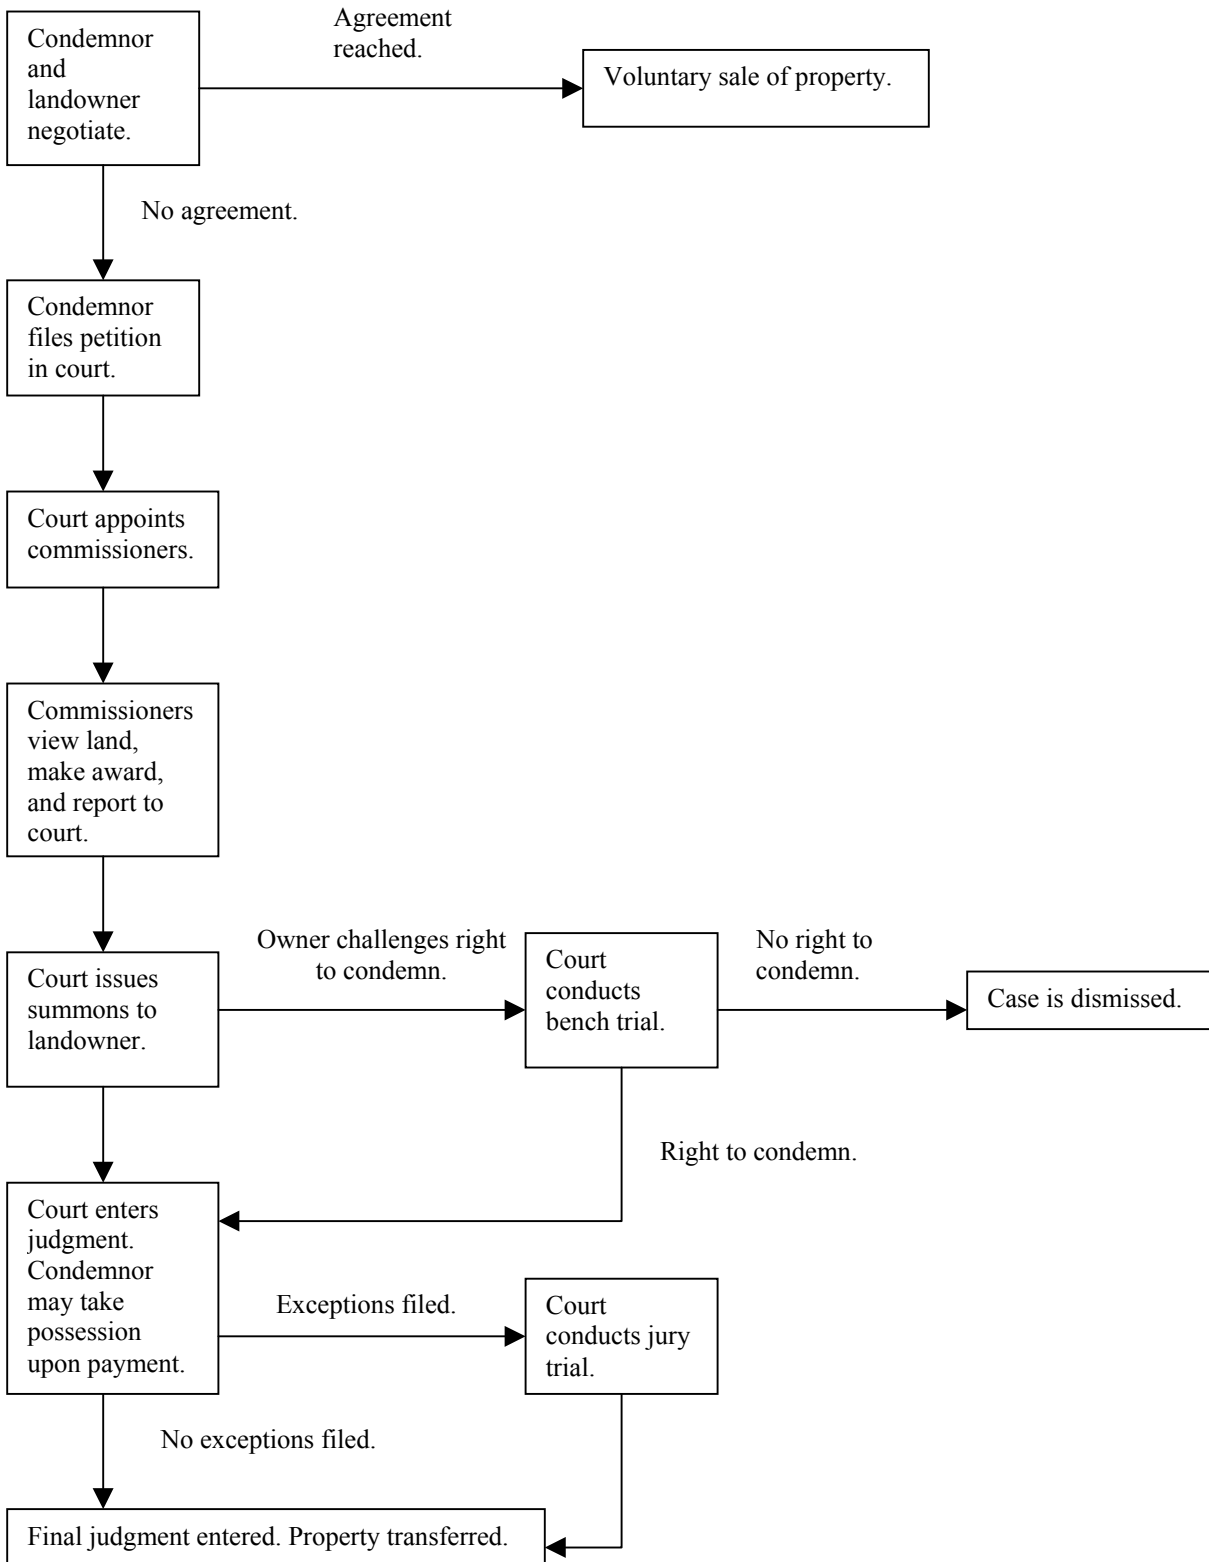 Condemnor
and
landowner
negotiate.
Agreement
reached.
Voluntary sale of property.
No agreement.
Condemnor
files petition
in court.
Court appoints
commissioners.
Commissioners
view land,
make award,
and report to
court.
Court issues
summons to
landowner.
Owner challenges right
to condemn.
Court
conducts
bench trial.
No right to
condemn.
Case is dismissed.
Right to condemn.
Court enters
judgment.
Condemnor
may take
possession
upon payment.
Exceptions filed.
Court
conducts jury
trial.
No exceptions filed.
Final judgment entered. Property transferred.